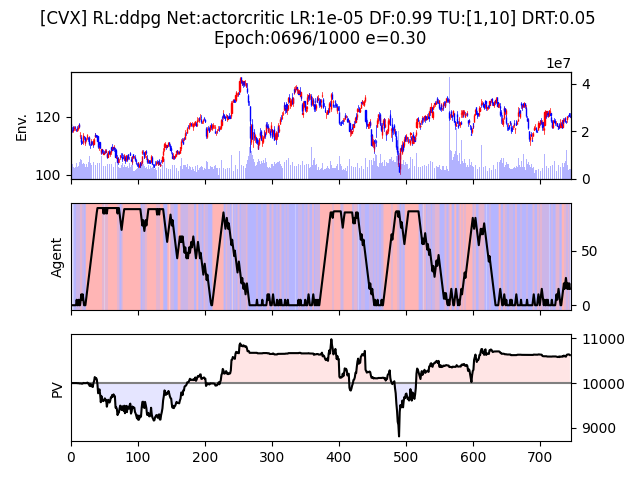 [CVX] RL:ddpg Net:actorcritic LR:1e-05 DF:0.99 TU:[1,10] DRT:0.05
Epoch:0696/1000 e=0.30
1e7
Env.
120
100
4
2
0
Agent
50
0
PV
11000
10000
9000
0 100 200 300 400 500 600 700